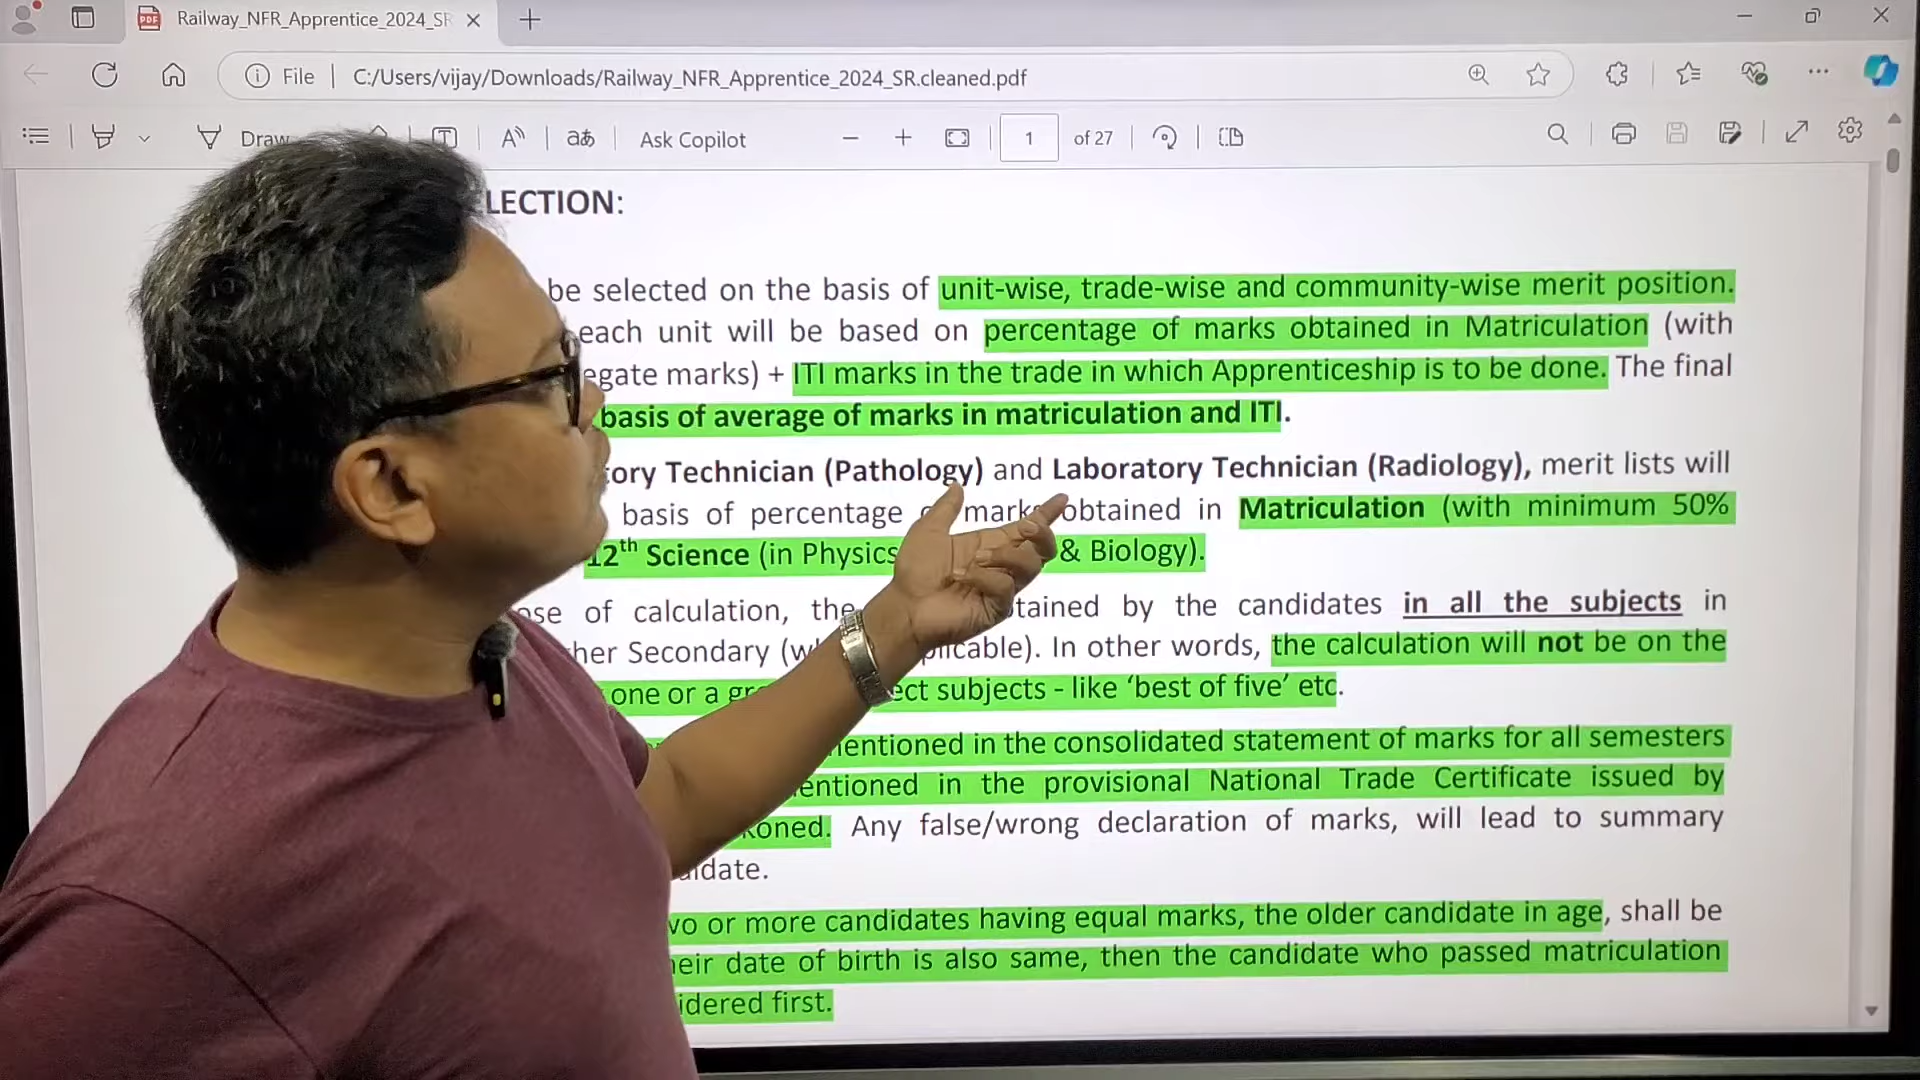 Railway_NFR_Apprentice_2024_SR
File C:/Users/vijay/Downloads/Railway_NFR_Apprentice_2024_SR.cleaned.pdf
Draw Ask Copilot 1 of 27
LECTION:
be selected on the basis of unit-wise, trade-wise and community-wise merit position.
each unit will be based on percentage of marks obtained in Matriculation (with
egate marks) + ITI marks in the trade in which Apprenticeship is to be done. The final
basis of average of marks in matriculation and ITI.
ory Technician (Pathology) and Laboratory Technician (Radiology), merit lists will
basis of percentage marks obtained in Matriculation (with minimum 50%
12th Science (in Physics & Biology).
ose of calculation, the tained by the candidates in all the subjects in
her Secondary (w plicable). In other words, the calculation will not be on the
one or a gr ect subjects - like ‘best of five’ etc.
entioned in the consolidated statement of marks for all semesters
entioned in the provisional National Trade Certificate issued by
koned. Any false/wrong declaration of marks, will lead to summary
idate.
wo or more candidates having equal marks, the older candidate in age, shall be
heir date of birth is also same, then the candidate who passed matriculation
idered first.